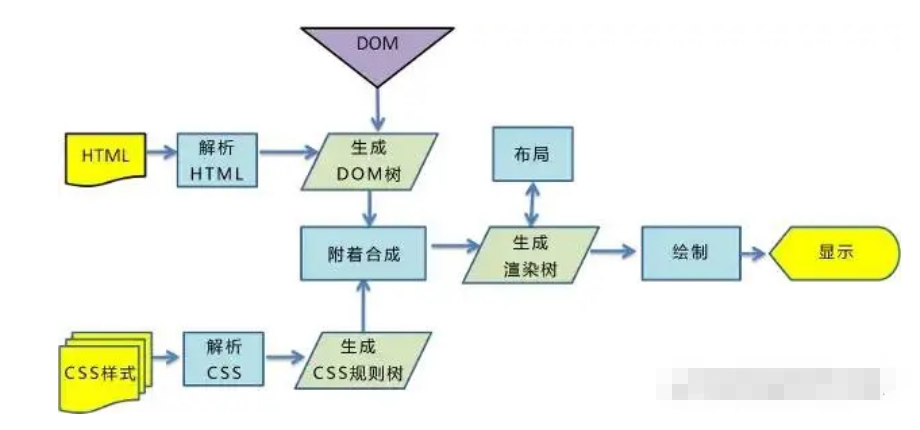 DOM
HTML
解析
HTML
生成
DOM树
布局
附着合成
生成
渲染树
绘制
显示
CSS样式
解析
CSS
生成
CSS规则树